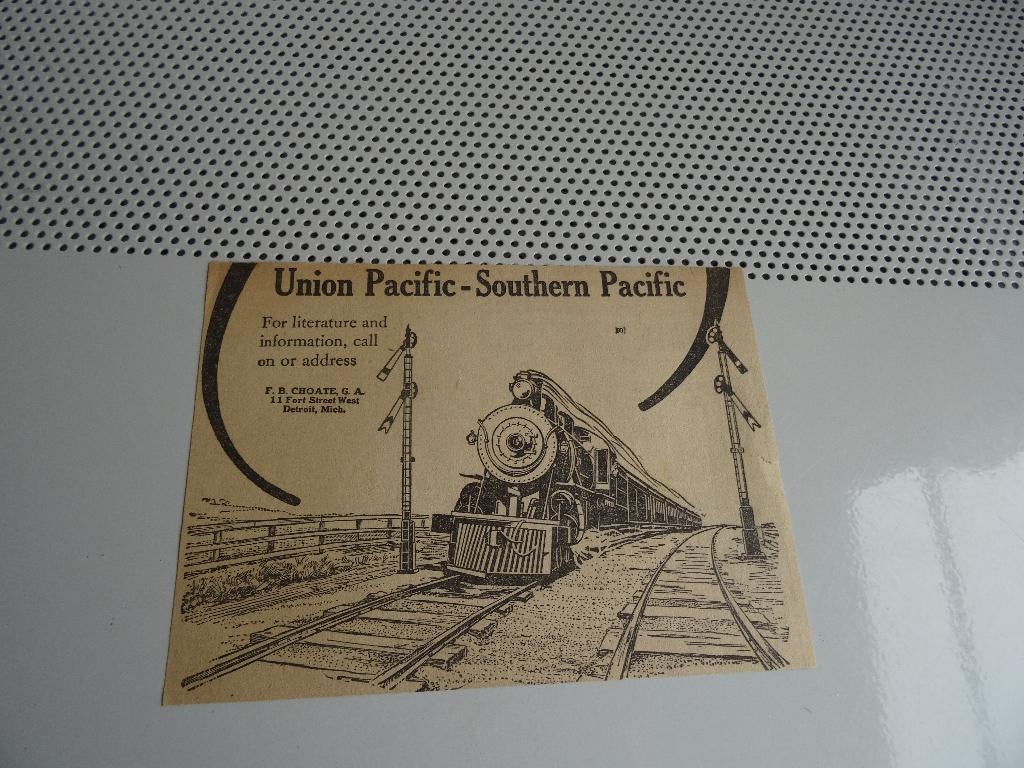 Union Pacific - Southern Pacific
For literature and
information, call
on or address
F. B. CHOATE, G. A.
11 Fort Street West
Detroit, Mich.